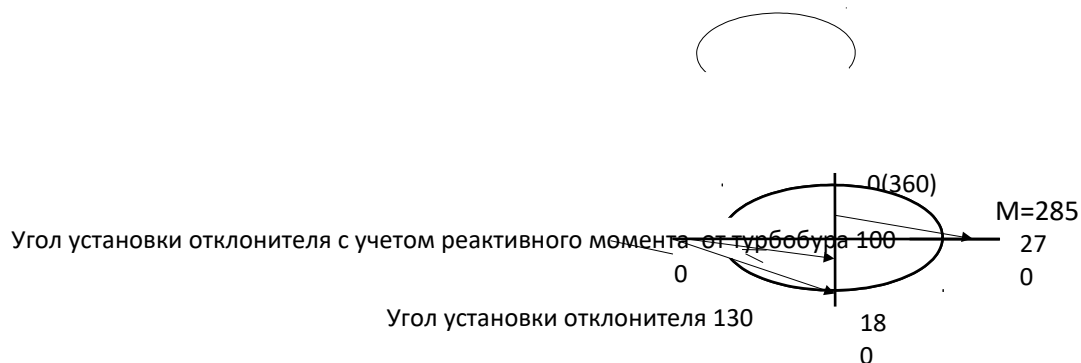 0(360)
M=285
Угол установки отклонителя с учетом реактивного момента от турбобура 100
27
0
0
Угол установки отклонителя 130
18
0